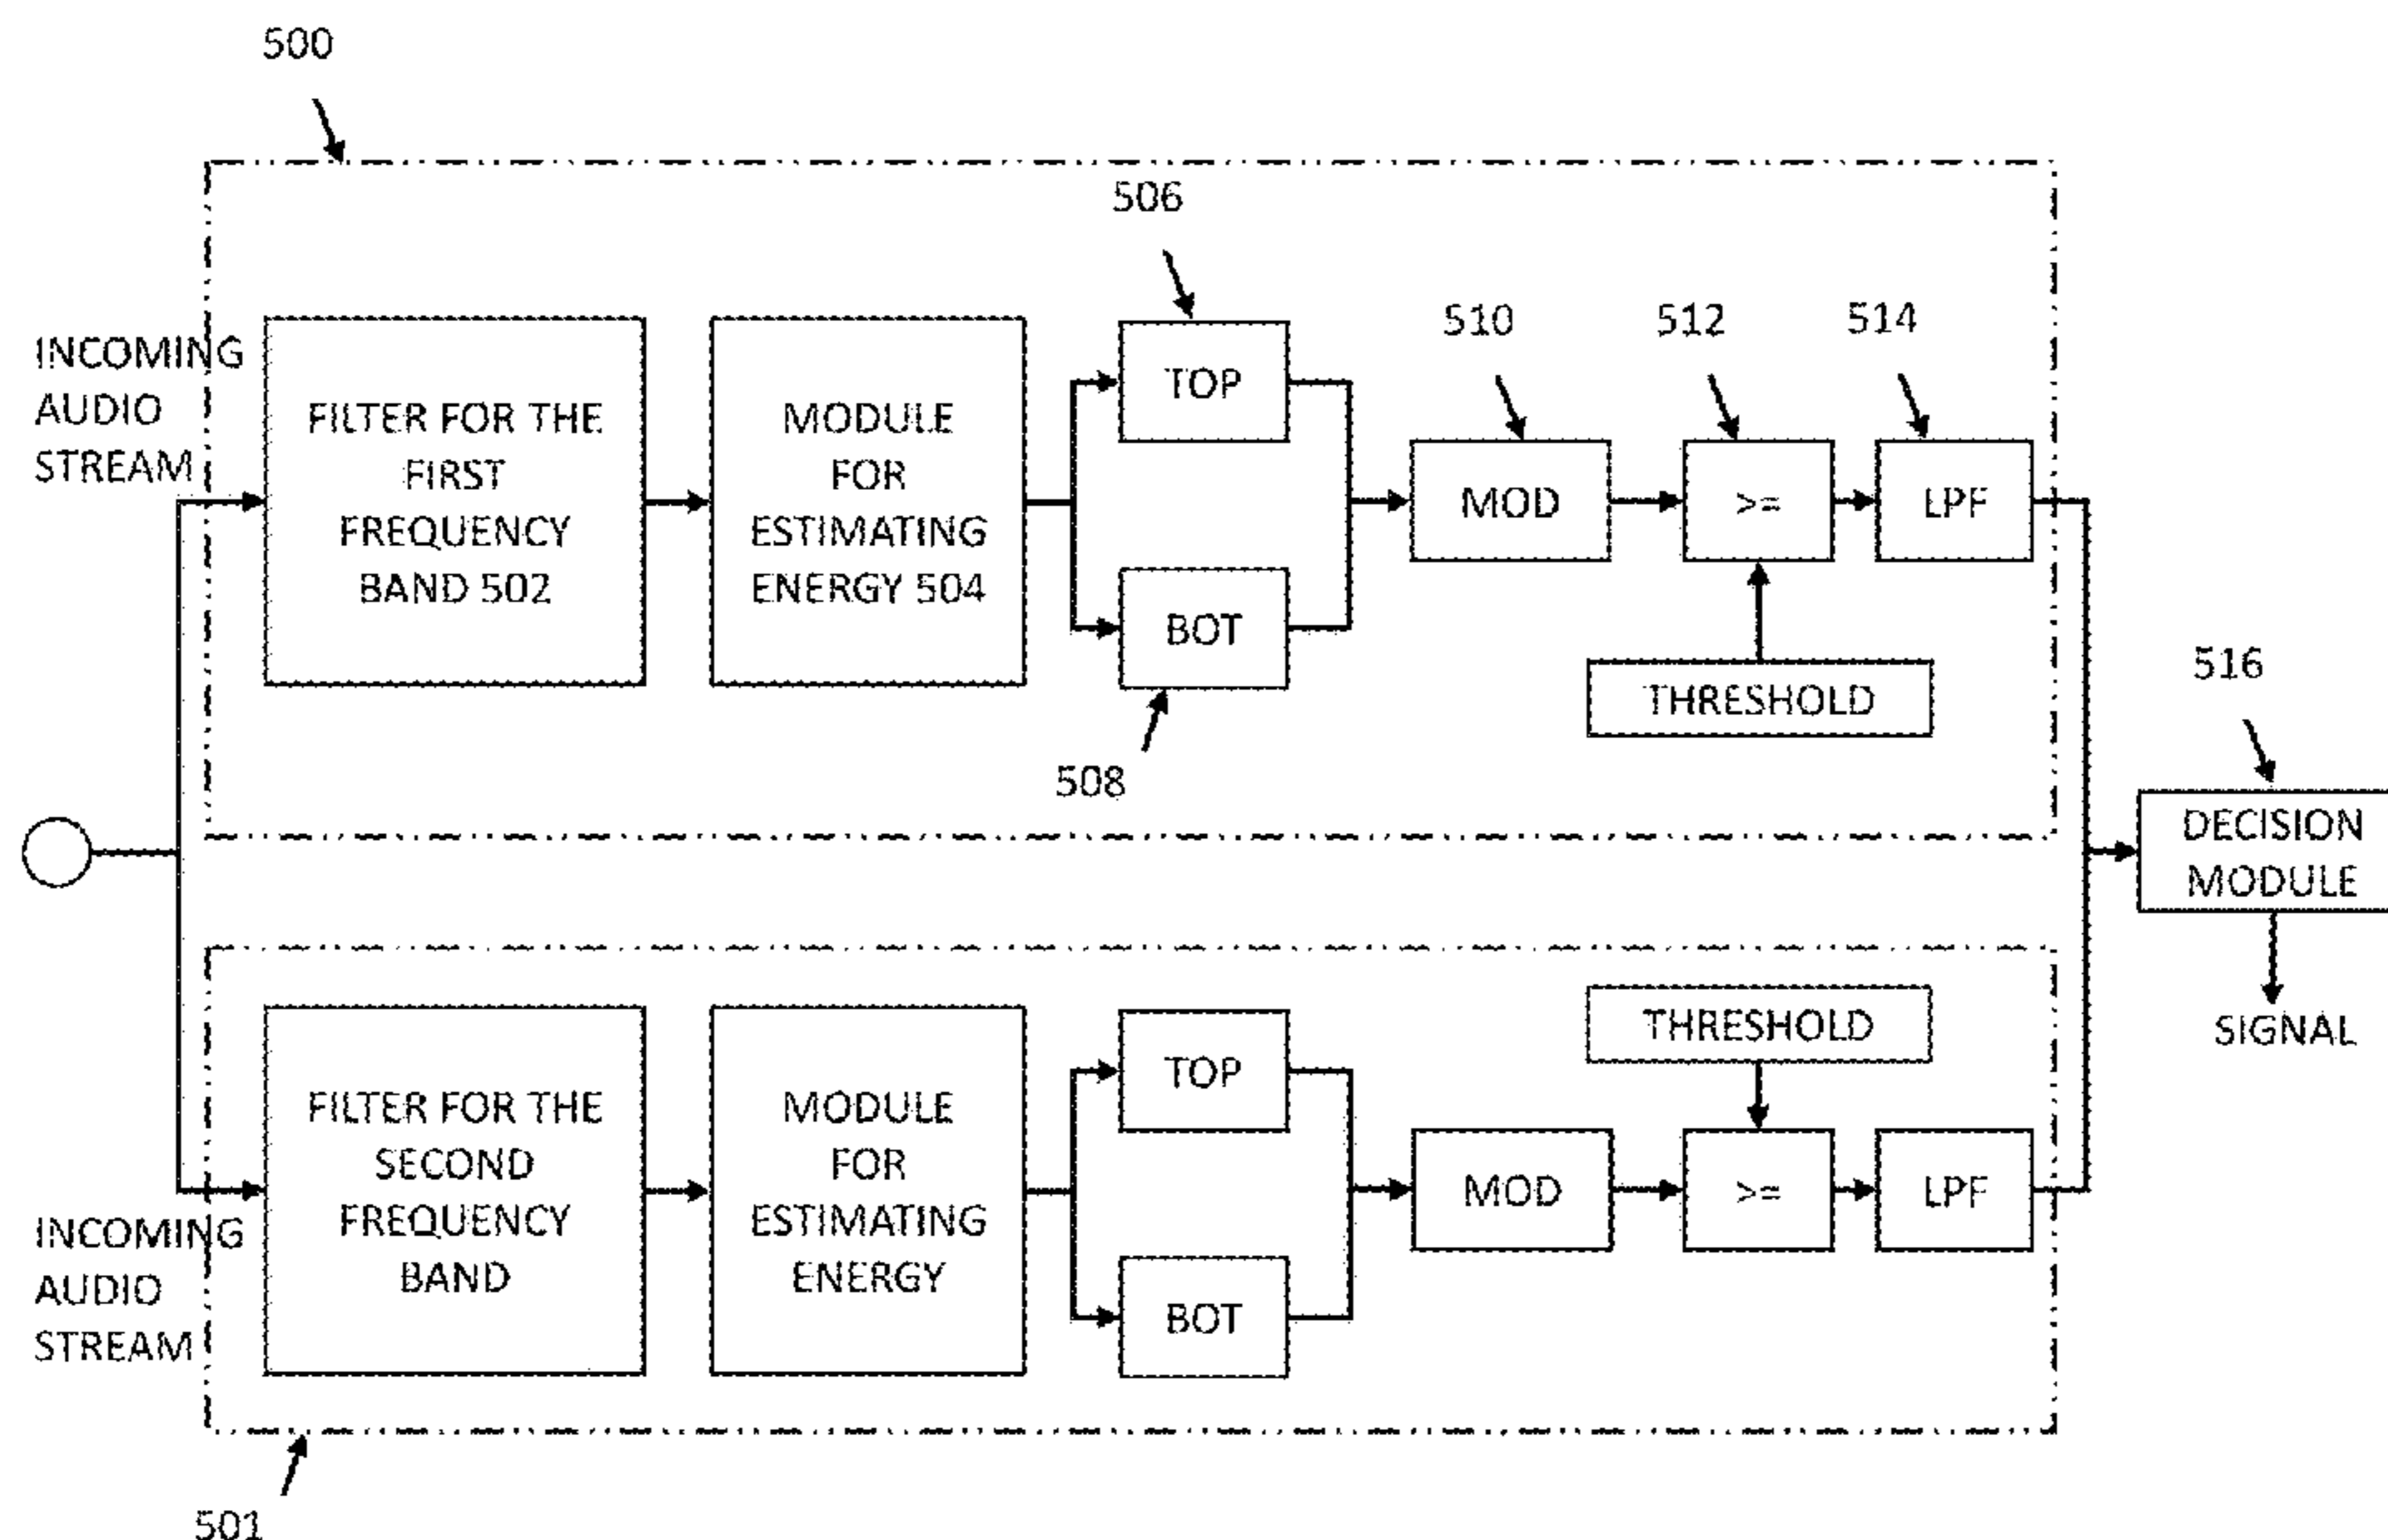 500
506
INCOMING
AUDIO
STREAM
FILTER FOR THE
FIRST
FREQUENCY
BAND 502
MODULE
FOR
ESTIMATING
ENERGY 504
TOP
BOT
508
510
512
514
MOD
>=
LPF
THRESHOLD
516
DECISION
MODULE
SIGNAL
INCOMING
AUDIO
STREAM
FILTER FOR THE
SECOND
FREQUENCY
BAND
MODULE
FOR
ESTIMATING
ENERGY
TOP
BOT
MOD
THRESHOLD
>=
LPF
501